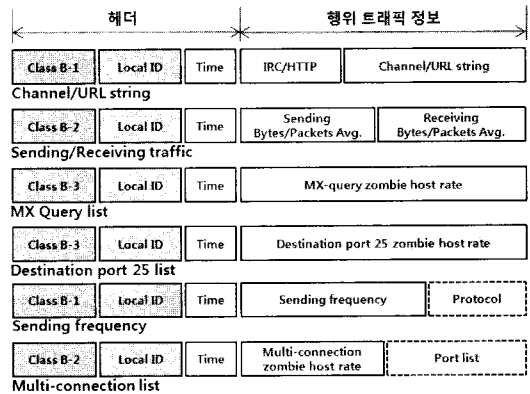 헤더 행위 트래픽 정보
Class B-1 Local ID Time IRC/HTTP Channel/URL string
Channel/URL string
Class B-2 Local ID Time Sending Bytes/Packets Avg. Receiving Bytes/Packets Avg.
Sending/Receiving traffic
Class B-3 Local ID Time MX-query zombie host rate
MX Query list
Class B-3 Local ID Time Destination port 25 zombie host rate
Destination port 25 list
Class B-1 Local ID Time Sending frequency Protocol
Sending frequency
Class B-2 Local ID Time Multi-connection zombie host rate Port list
Multi-connection list